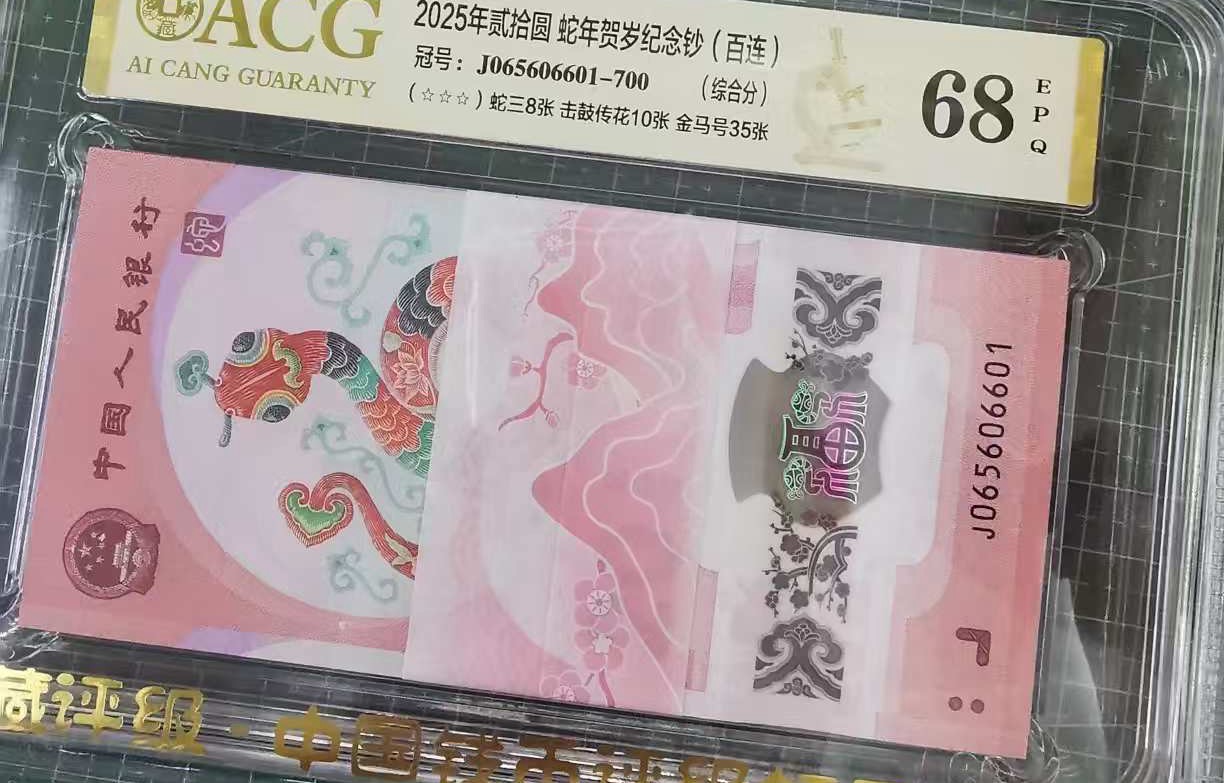 ACG
AI CANG GUARANTY
2025年贰拾圆 蛇年贺岁纪念钞（百连）
冠号：J065606601-700 （综合分）
（☆☆☆）蛇三8张 击鼓传花10张 金马号35张
68
EPQ
中国人民银行
福
J065606601
藏评级·中国钱币评级